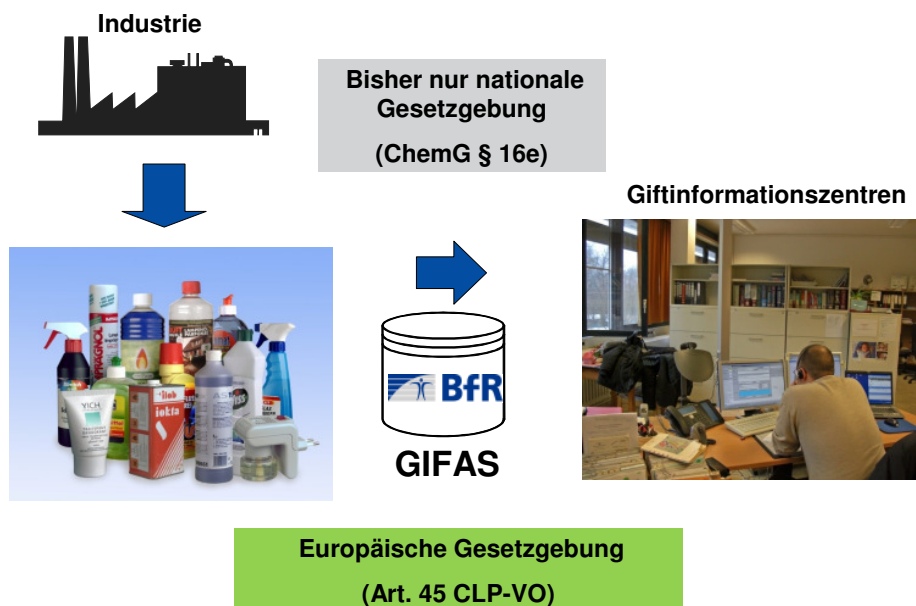 Industrie
Bisher nur nationale
Gesetzgebung
(ChemG § 16e)
Giftinformationszentren
BfR
GIFAS
Europäische Gesetzgebung
(Art. 45 CLP-VO)